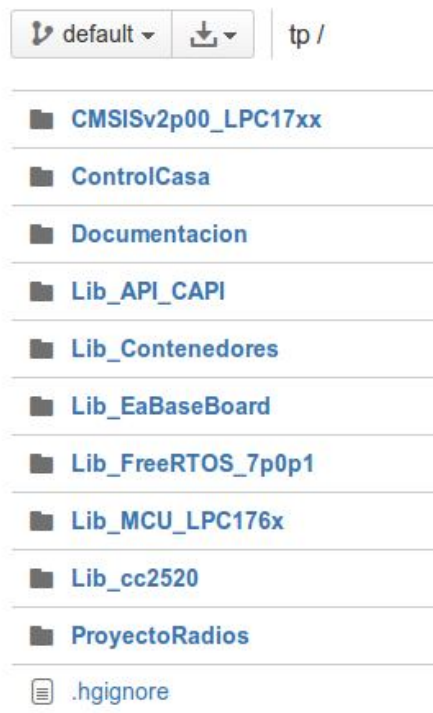 default tp /
CMSISv2p00_LPC17xx
ControlCasa
Documentacion
Lib_API_CAPI
Lib_Contenedores
Lib_EaBaseBoard
Lib_FreeRTOS_7p0p1
Lib_MCU_LPC176x
Lib_cc2520
ProyectoRadios
.hgignore